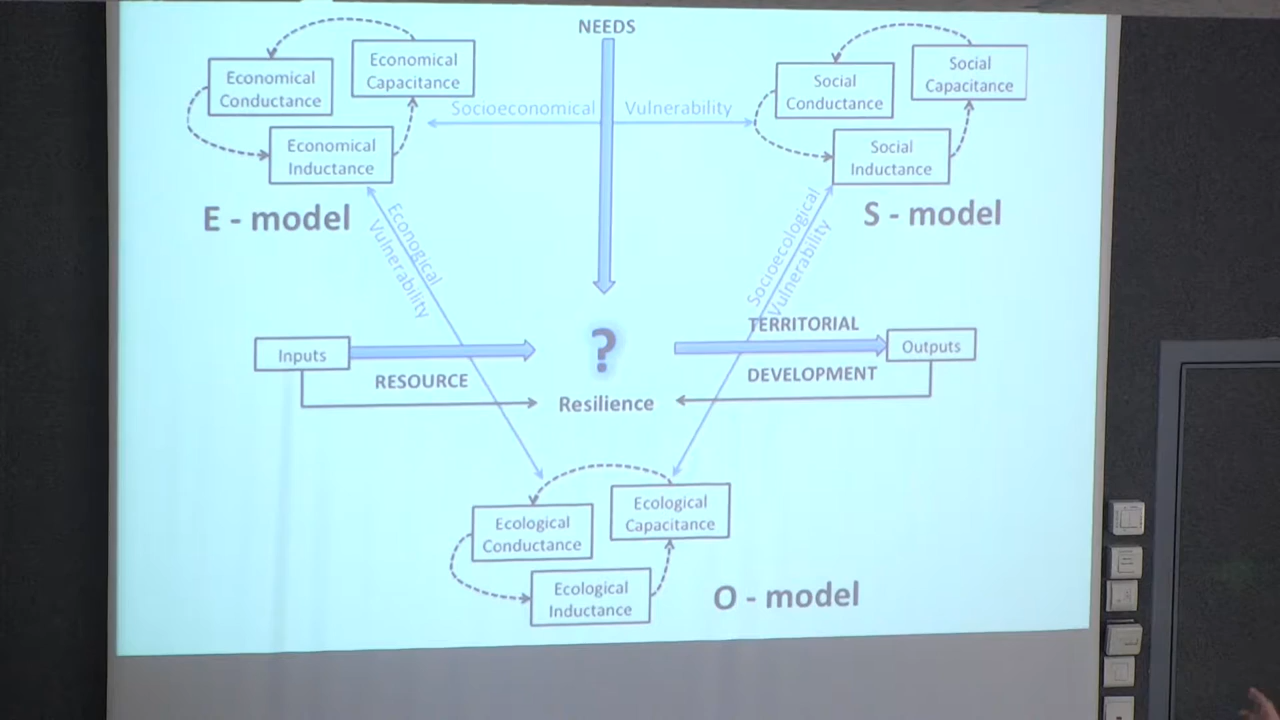 NEEDS
Economical
Conductance
Economical
Capacitance
Economical
Inductance
E - model
Socioeconomical Vulnerability
Social
Conductance
Social
Capacitance
Social
Inductance
S - model
Econogical
Vulnerability
Socioecological
Vulnerability
Inputs
RESOURCE
?
Resilience
TERRITORIAL
DEVELOPMENT
Outputs
Ecological
Conductance
Ecological
Capacitance
Ecological
Inductance
O - model